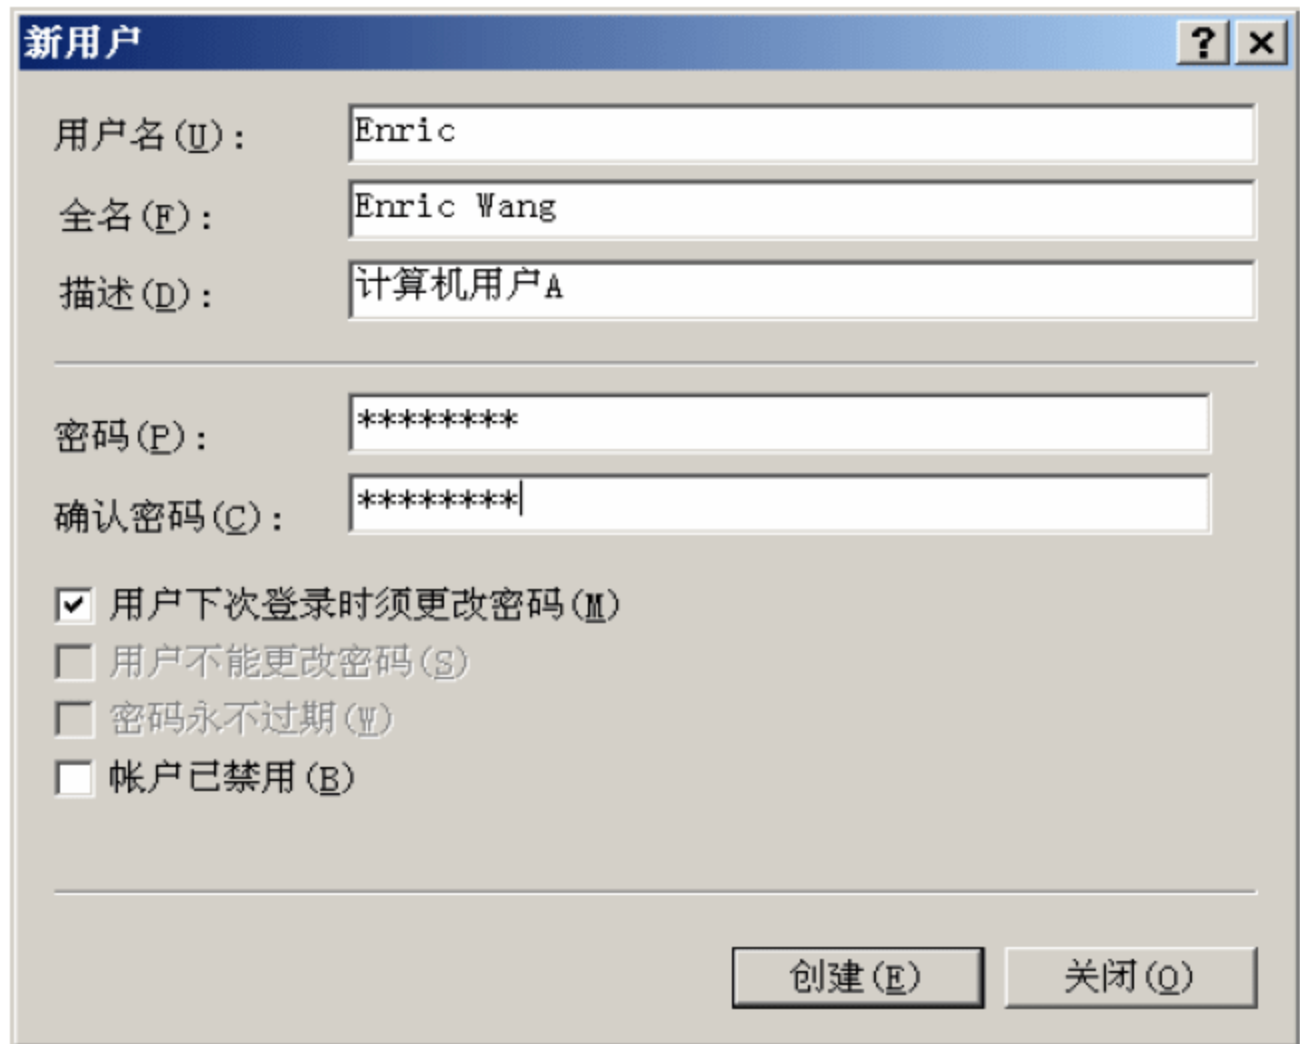 新用户
用户名(U): Enric
全名(F): Enric Wang
描述(D): 计算机用户A
密码(P): ********
确认密码(C): ********
用户下次登录时须更改密码(M)
用户不能更改密码(S)
密码永不过期(W)
帐户已禁用(B)
创建(E) 关闭(O)